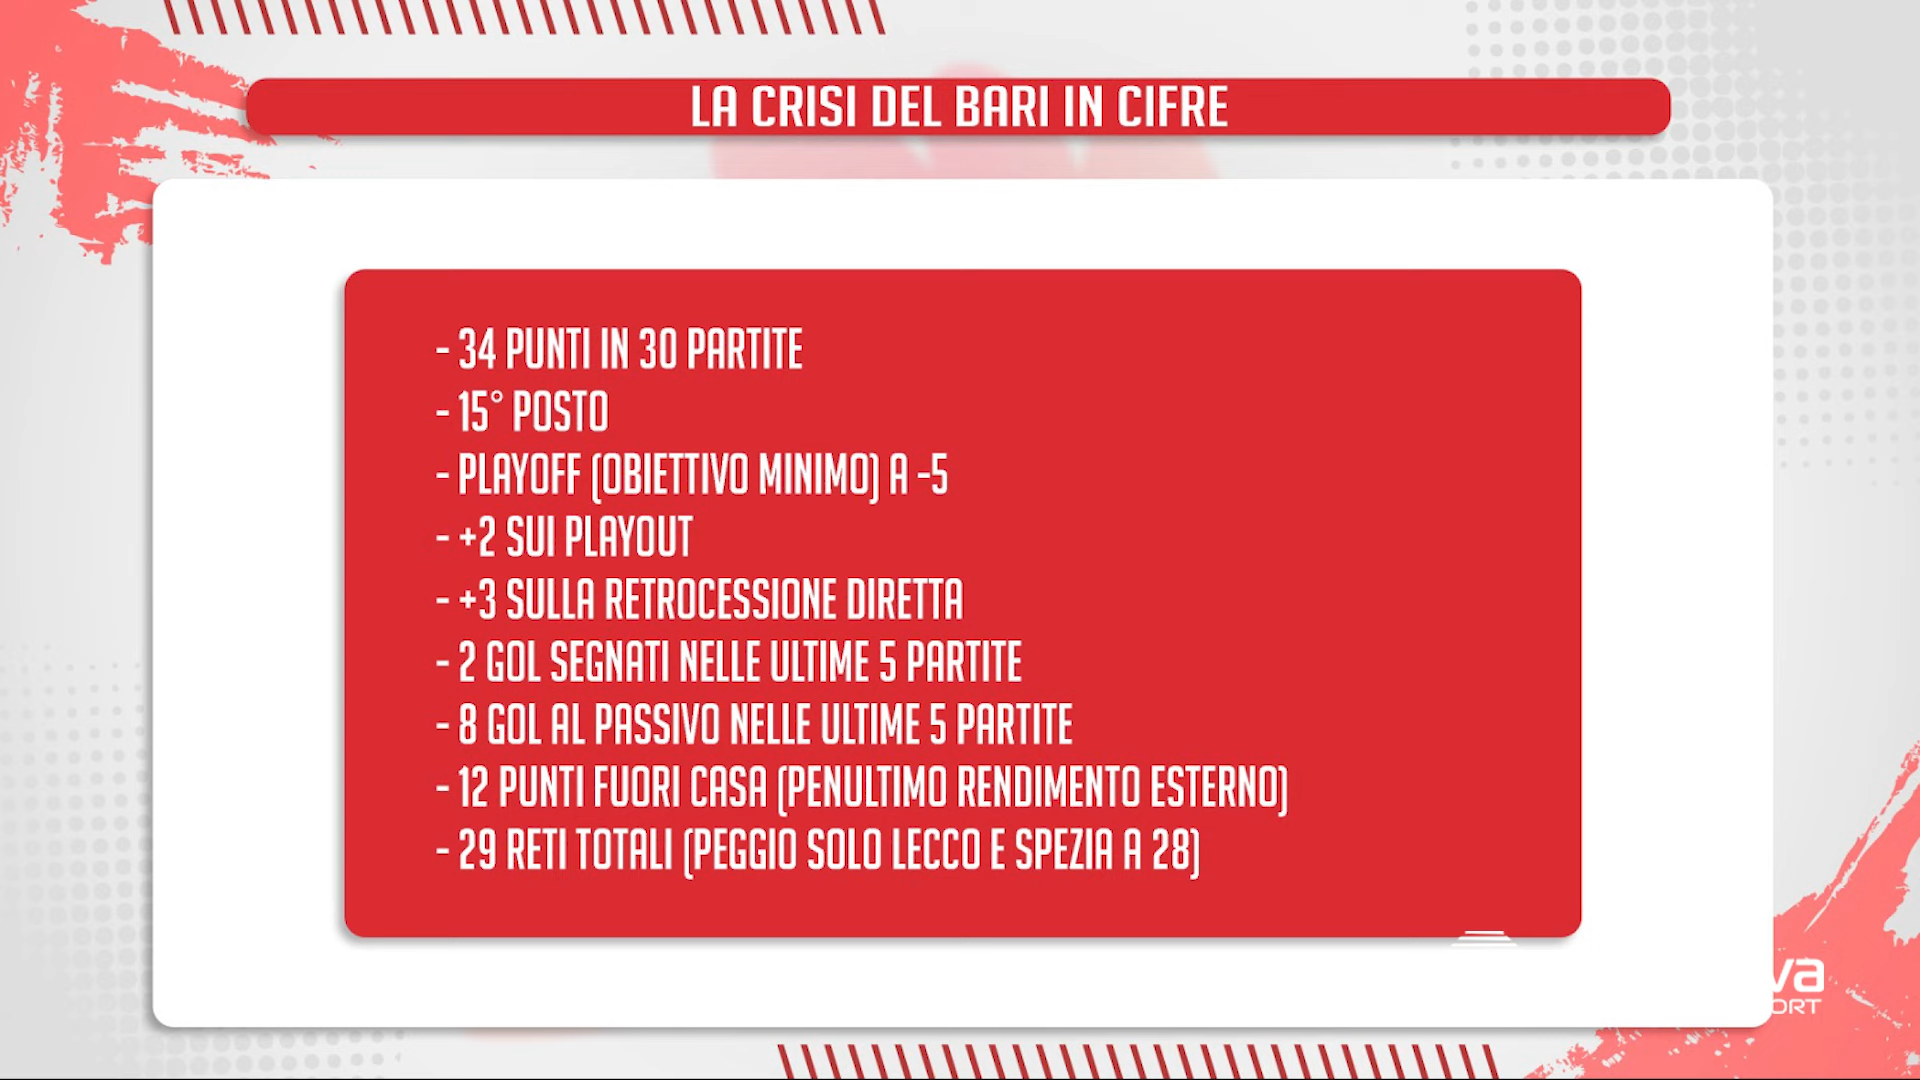 LA CRISI DEL BARI IN CIFRE
- 34 PUNTI IN 30 PARTITE
- 15° POSTO
- PLAYOFF (OBIETTIVO MINIMO) A -5
- +2 SUI PLAYOUT
- +3 SULLA RETROCESSIONE DIRETTA
- 2 GOL SEGNATI NELLE ULTIME 5 PARTITE
- 8 GOL AL PASSIVO NELLE ULTIME 5 PARTITE
- 12 PUNTI FUORI CASA (PENULTIMO RENDIMENTO ESTERNO)
- 29 RETI TOTALI (PEGGIO SOLO LECCO E SPEZIA A 28)